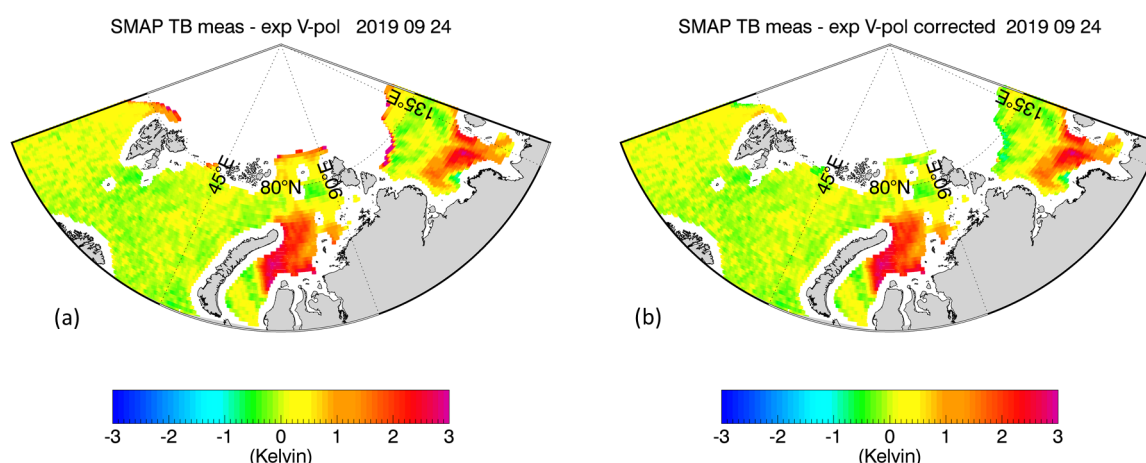 SMAP TB meas - exp V-pol 2019 09 24
135°E
45°E
80°N
90°E
(a)
-3 -2 -1 0 1 2 3
(Kelvin)
SMAP TB meas - exp V-pol corrected 2019 09 24
135°E
45°E
80°N
90°E
(b)
-3 -2 -1 0 1 2 3
(Kelvin)